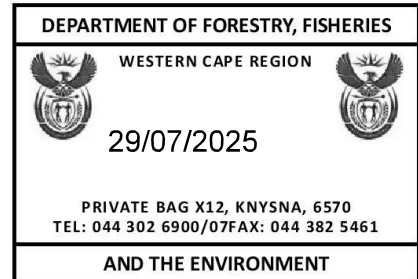 DEPARTMENT OF FORESTRY, FISHERIES
WESTERN CAPE REGION
29/07/2025
PRIVATE BAG X12, KNYSNA, 6570
TEL: 044 302 6900/07FAX: 044 382 5461
AND THE ENVIRONMENT